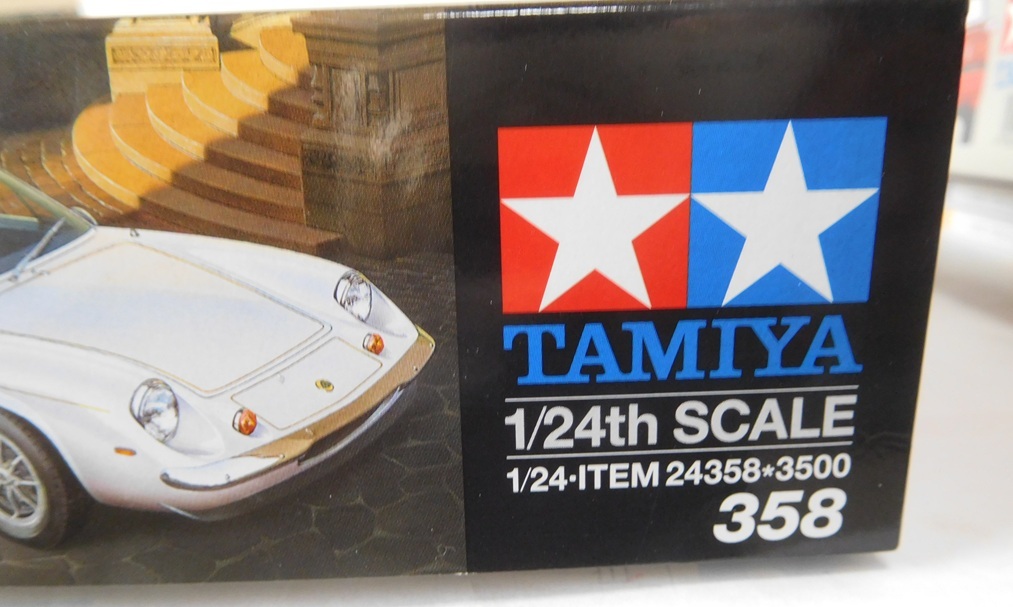 TAMIYA
1/24th SCALE
1/24·ITEM 24358*3500
358